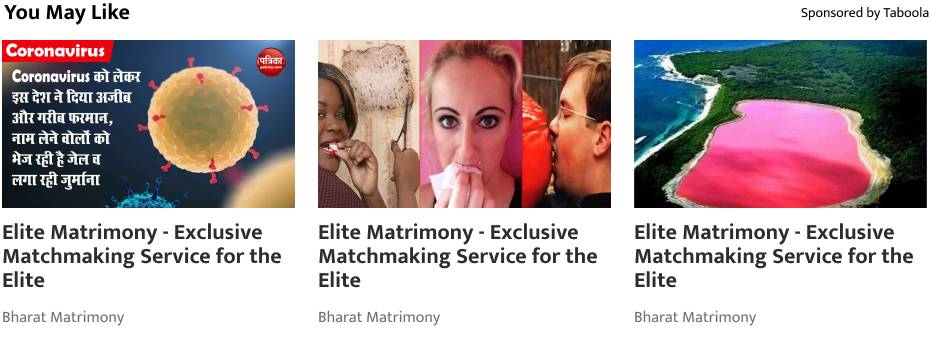 You May Like
Sponsored by Taboola
Coronavirus
पत्रिका
patrika.com
Coronavirus को लेकर
इस देश ने दिया अजीब
और गरीब फरमान,
नाम लेने वोर्लो को
भेज रही है जेल व
लगा रही जुर्माना
Elite Matrimony - Exclusive
Matchmaking Service for the
Elite
Bharat Matrimony
Elite Matrimony - Exclusive
Matchmaking Service for the
Elite
Bharat Matrimony
Elite Matrimony - Exclusive
Matchmaking Service for the
Elite
Bharat Matrimony